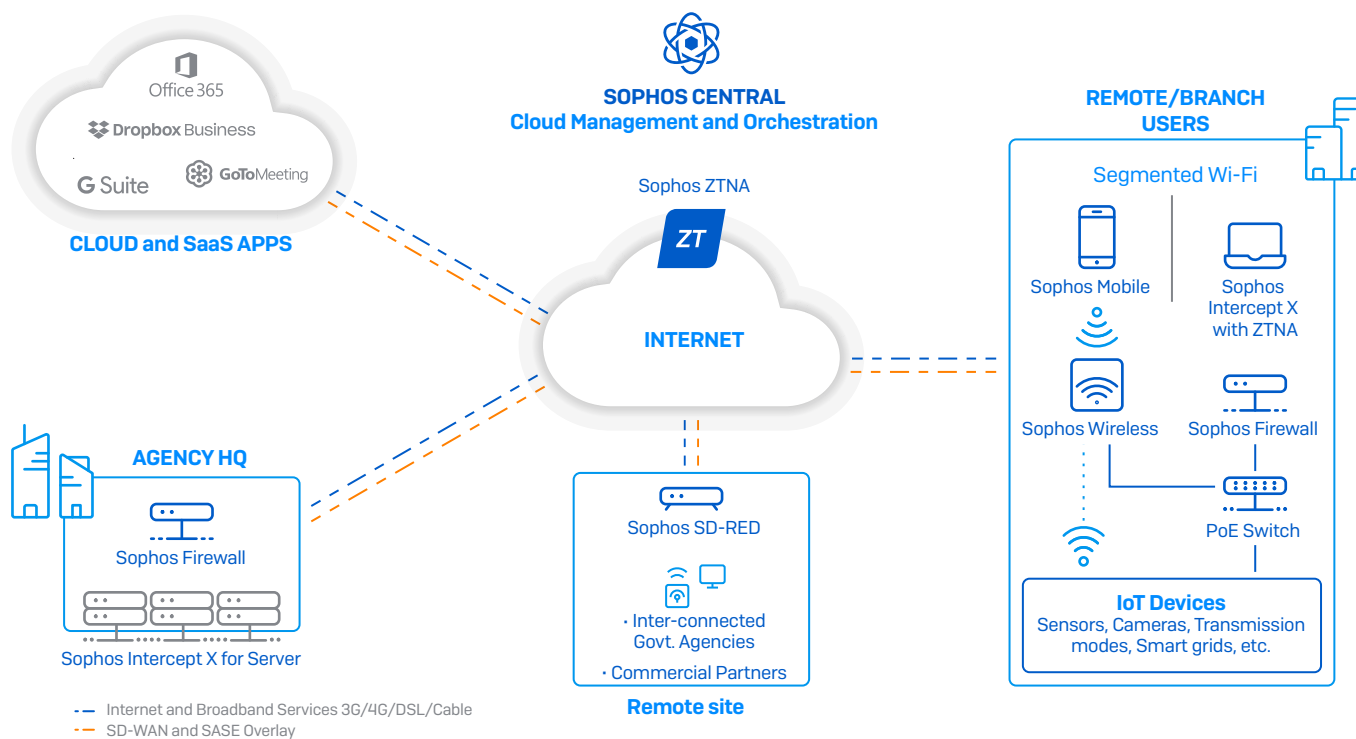 Office 365
Dropbox Business
G Suite
GoToMeeting
CLOUD and SaaS APPS
SOPHOS CENTRAL
Cloud Management and Orchestration
Sophos ZTNA
ZT
INTERNET
AGENCY HQ
Sophos Firewall
Sophos Intercept X for Server
Sophos SD-RED
· Inter-connected
Govt. Agencies
· Commercial Partners
Remote site
REMOTE/BRANCH
USERS
Segmented Wi-Fi
Sophos Mobile
Sophos
Intercept X
with ZTNA
Sophos Wireless
Sophos Firewall
PoE Switch
IoT Devices
Sensors, Cameras, Transmission
modes, Smart grids, etc.
Internet and Broadband Services 3G/4G/DSL/Cable
SD-WAN and SASE Overlay